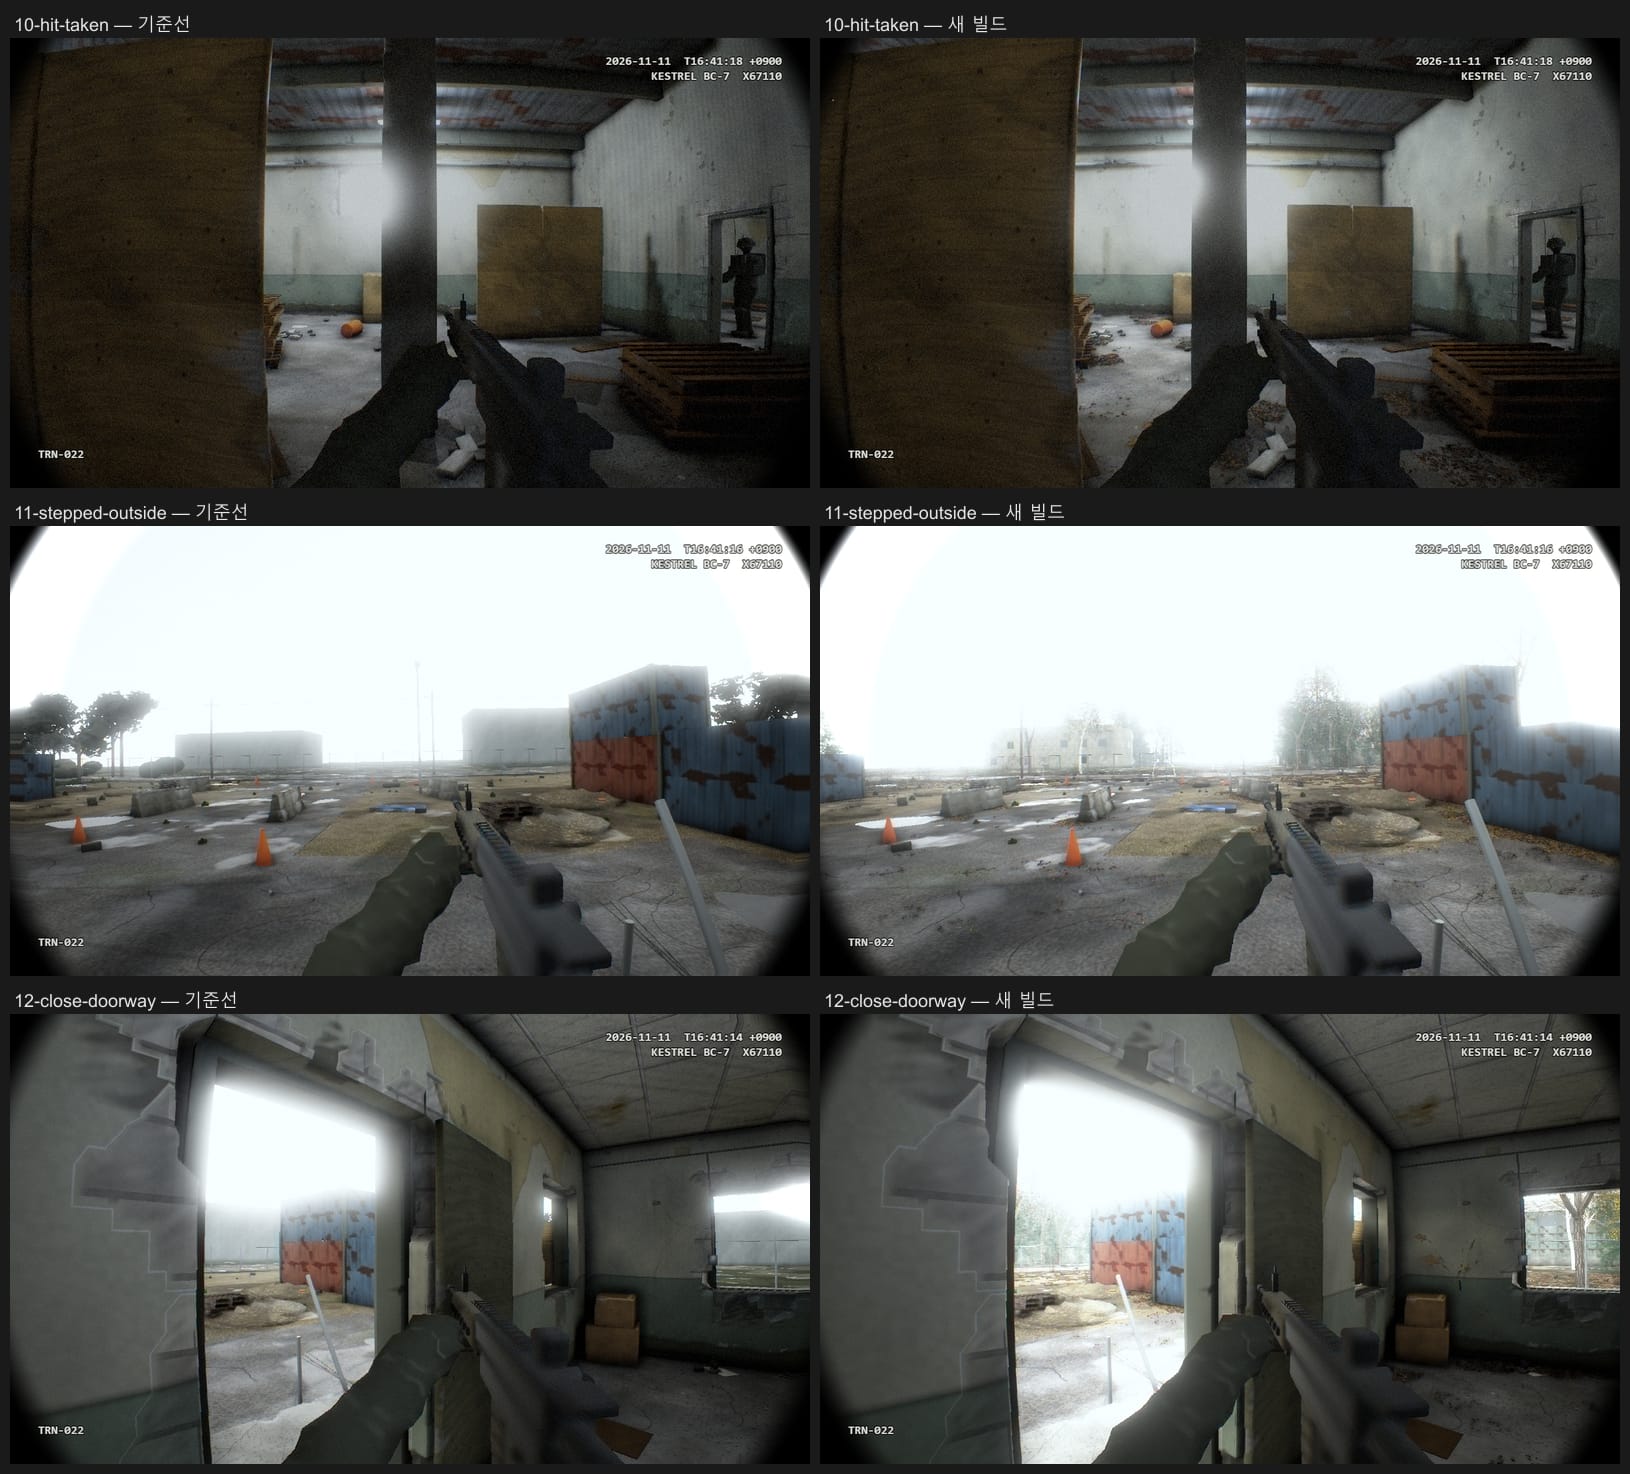 10-hit-taken — 기준선
10-hit-taken — 새 빌드
2026-11-11 T16:41:18 +0900
KESTREL BC-7 X67110
TRN-022
2026-11-11 T16:41:18 +0900
KESTREL BC-7 X67110
TRN-022
11-stepped-outside — 기준선
11-stepped-outside — 새 빌드
2026-11-11 T16:41:16 +0900
KESTREL BC-7 X67110
TRN-022
2026-11-11 T16:41:16 +0900
KESTREL BC-7 X67110
TRN-022
12-close-doorway — 기준선
12-close-doorway — 새 빌드
2026-11-11 T16:41:14 +0900
KESTREL BC-7 X67110
TRN-022
2026-11-11 T16:41:14 +0900
KESTREL BC-7 X67110
TRN-022